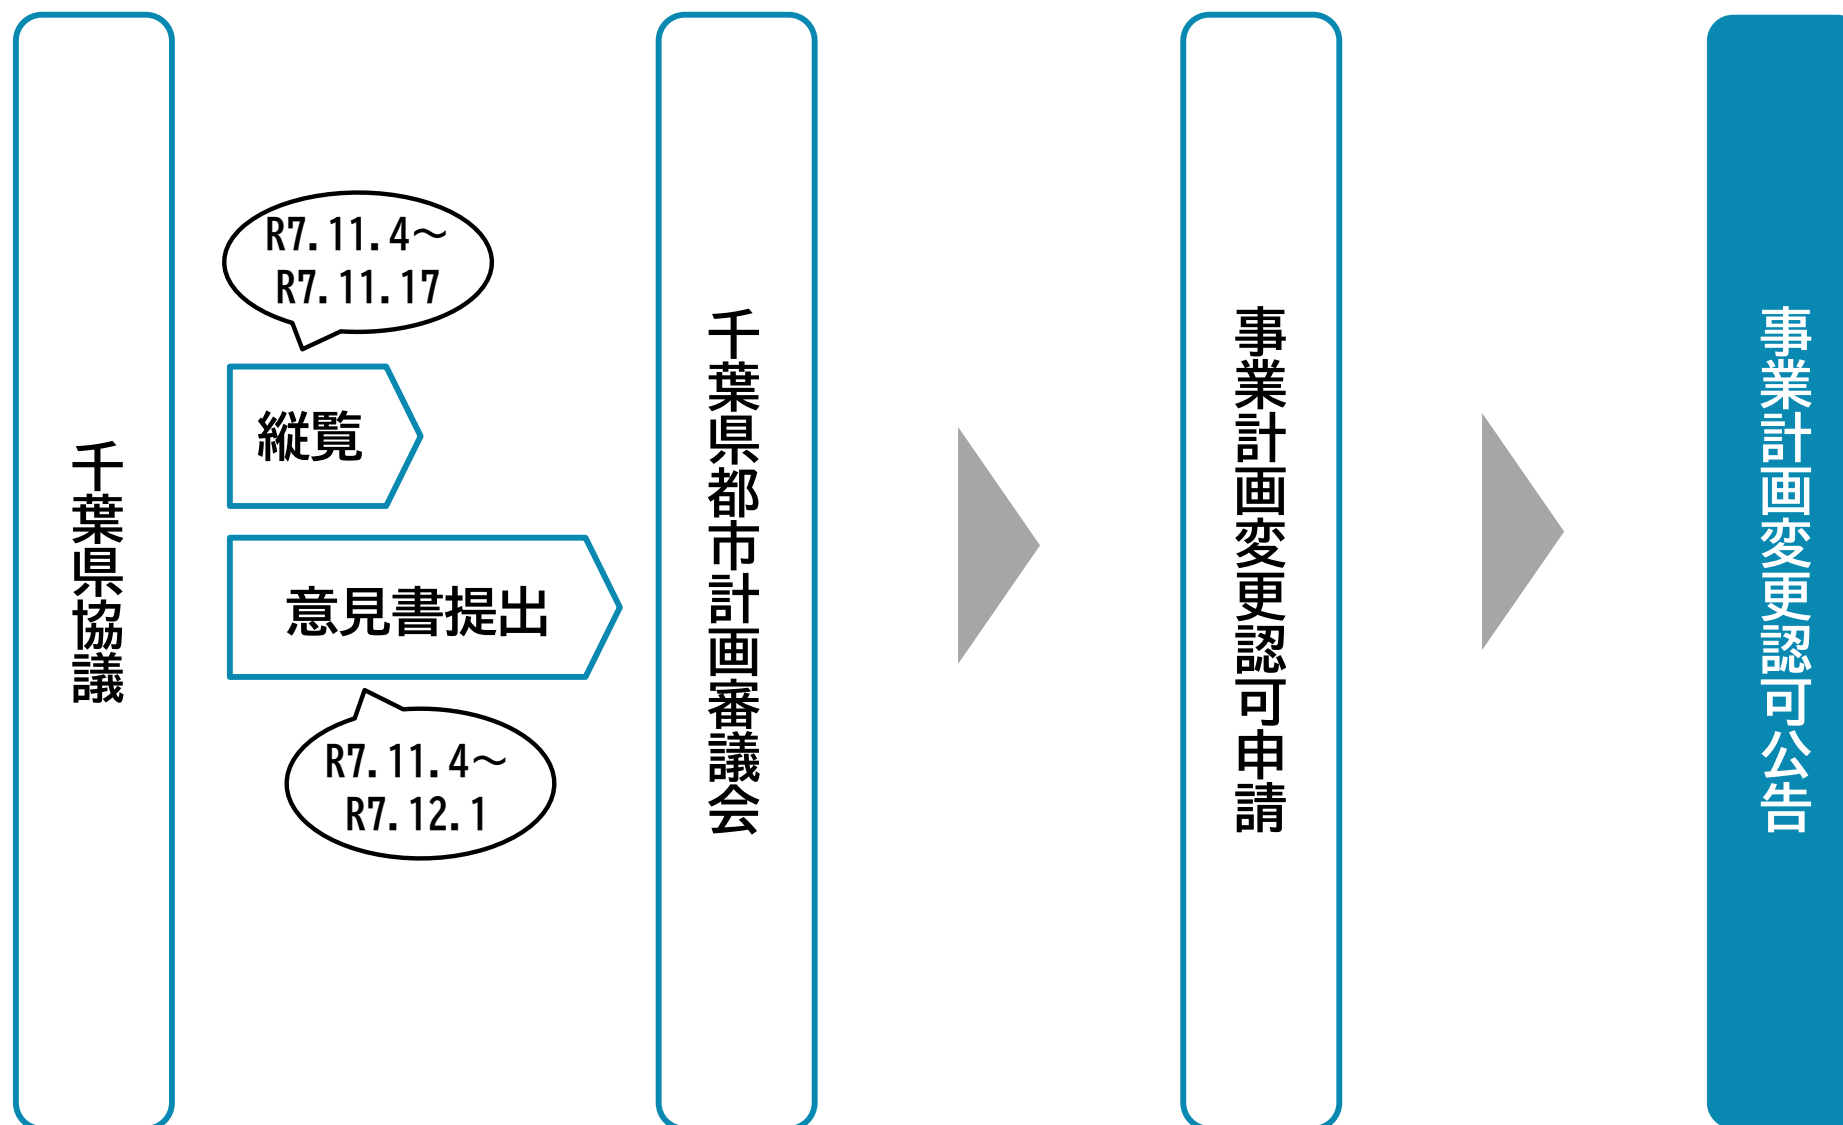 千葉県協議
R7.11.4～
R7.11.17
縦覧
意見書提出
R7.11.4～
R7.12.1
千葉県都市計画審議会
事業計画変更認可申請
事業計画変更認可公告